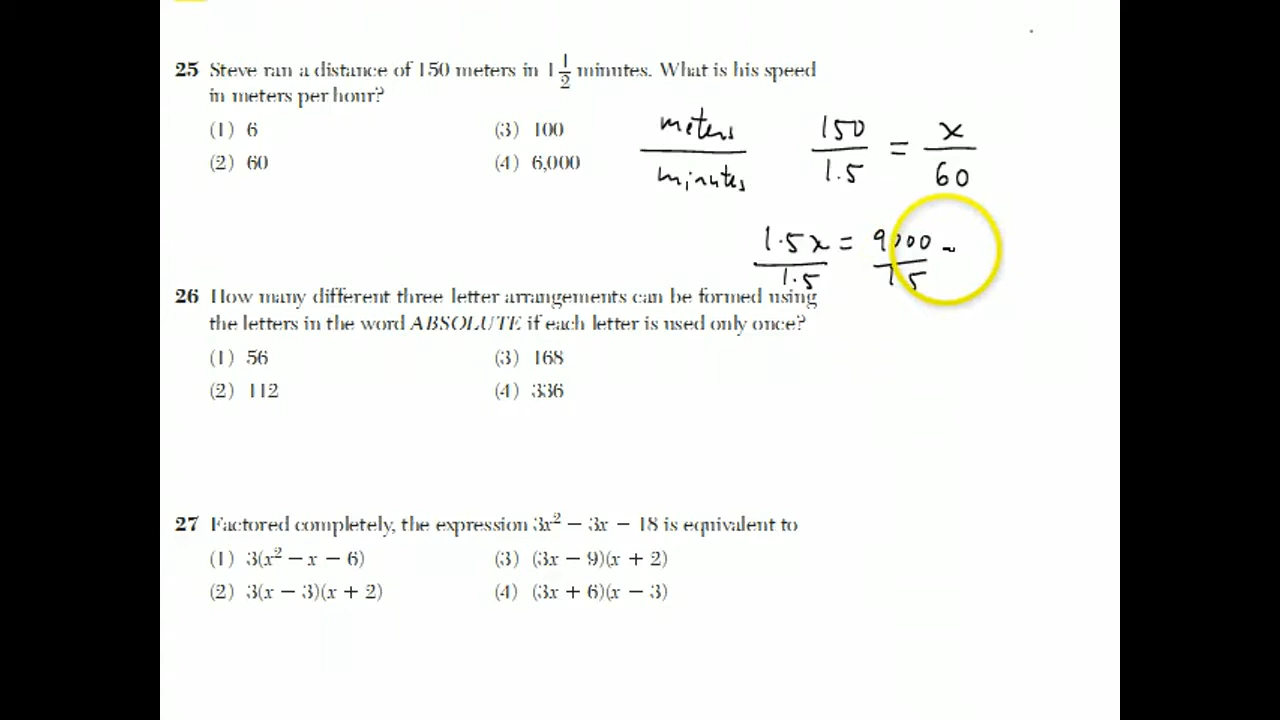 25 Steve ran a distance of 150 meters in 1 1/2 minutes. What is his speed
in meters per hour?
(1) 6 (3) 100
(2) 60 (4) 6,000
meters / minutes 150 / 1.5 = x / 60
1.5x / 1.5 = 9000 / 1.5
26 How many different three letter arrangements can be formed using
the letters in the word ABSOLUTE if each letter is used only once?
(1) 56 (3) 168
(2) 112 (4) 336
27 Factored completely, the expression 3x² − 3x − 18 is equivalent to
(1) 3(x² − x − 6) (3) (3x − 9)(x + 2)
(2) 3(x − 3)(x + 2) (4) (3x + 6)(x − 3)